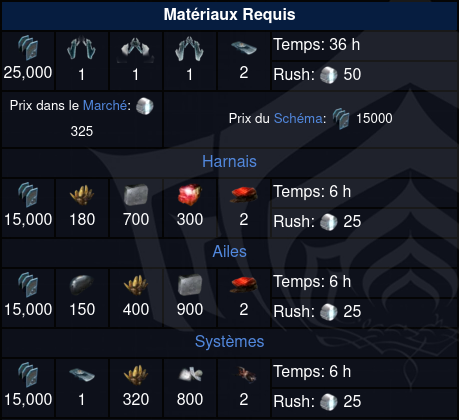 Matériaux Requis
25,000 1 1 1 2 Temps: 36 h
Rush: 50
Prix dans le Marché: 325
Prix du Schéma: 15000
Harnais
15,000 180 700 300 2 Temps: 6 h
Rush: 25
Ailes
15,000 150 400 900 2 Temps: 6 h
Rush: 25
Systèmes
15,000 1 320 800 2 Temps: 6 h
Rush: 25